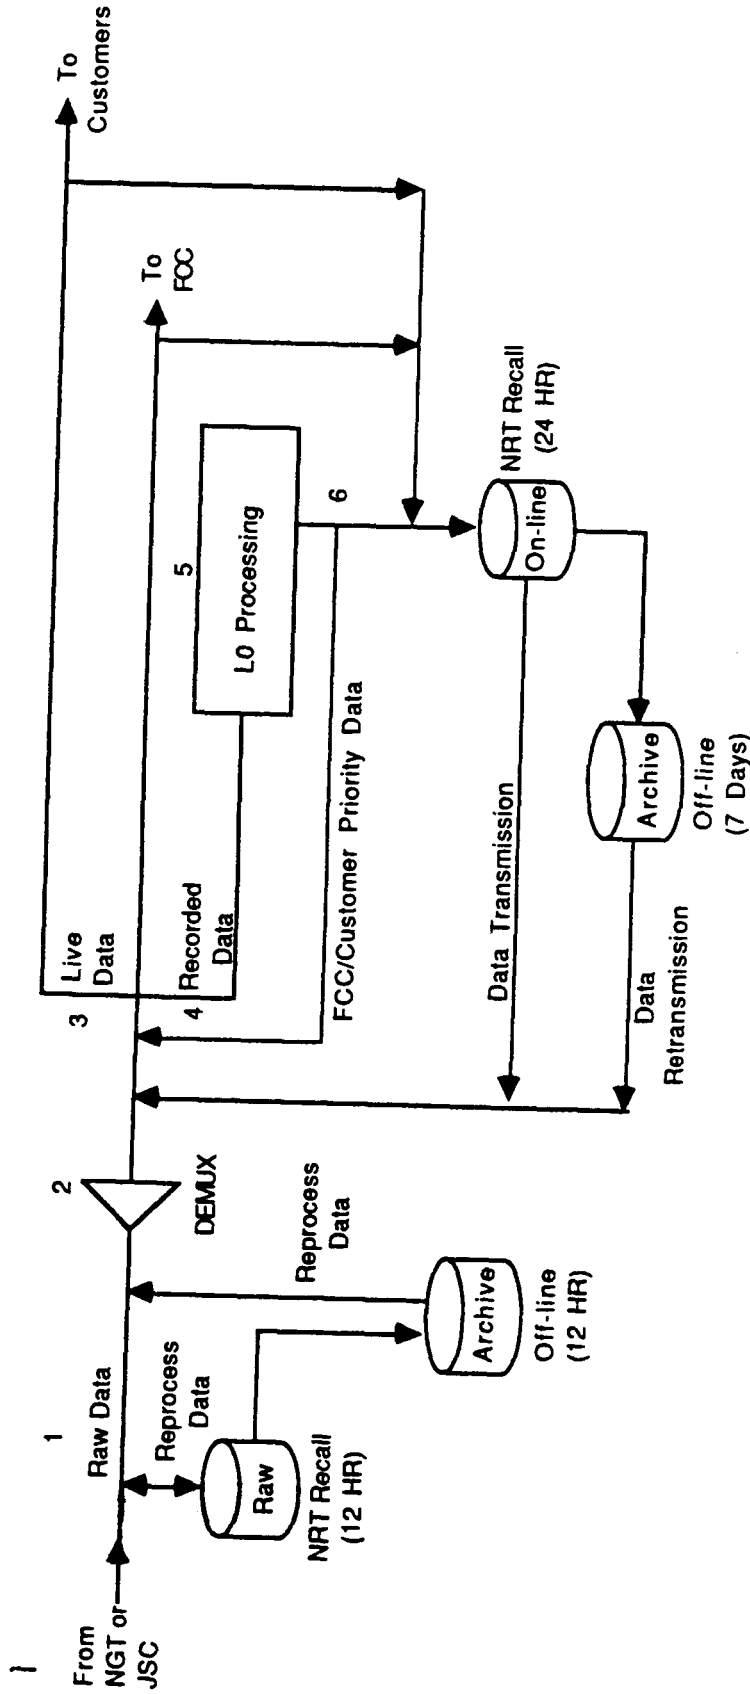 From
NGT or
JSC
1
Raw Data
Reprocess
Data
Raw
NRT Recall
(12 HR)
Archive
Off-line
(12 HR)
Reprocess
Data
2
DEMUX
3
Live
Data
4
Recorded
Data
5
L0 Processing
6
FCC/Customer Priority Data
To
Customers
To
FCC
On-line
NRT Recall
(24 HR)
Data Transmission
Archive
Off-line
(7 Days)
Data
Retransmission